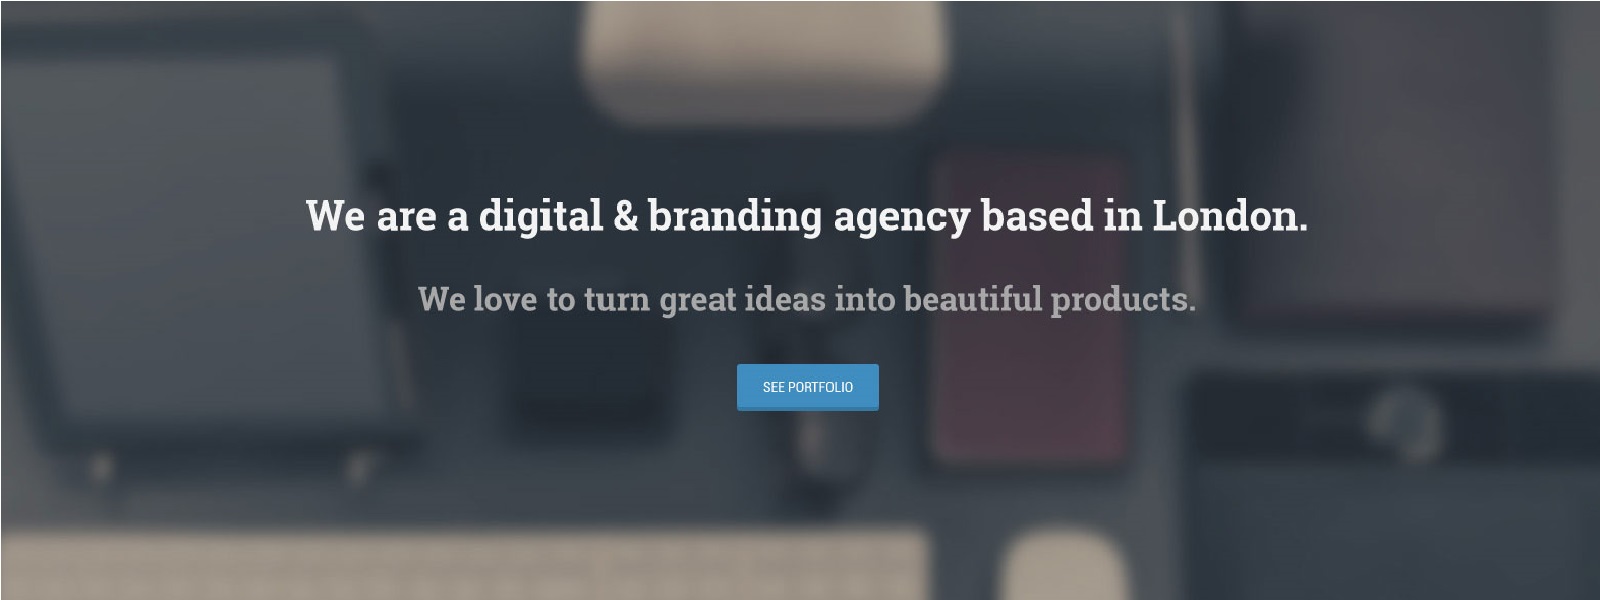 We are a digital & branding agency based in London.
We love to turn great ideas into beautiful products.
SEE PORTFOLIO